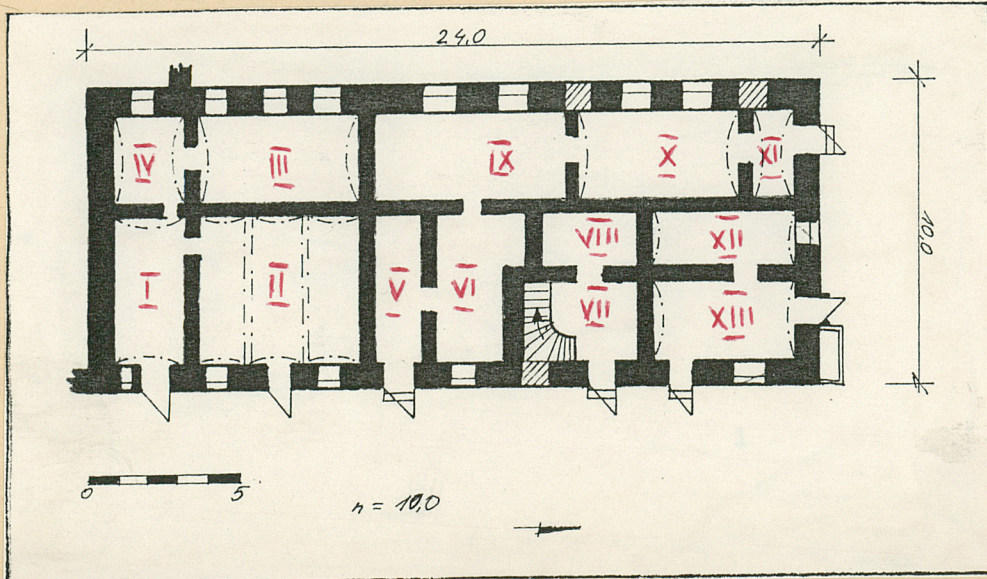 24,0
IV III IX X XI
10,0
VIII XII
I II V VI VII XIII
0 5
n = 10,0